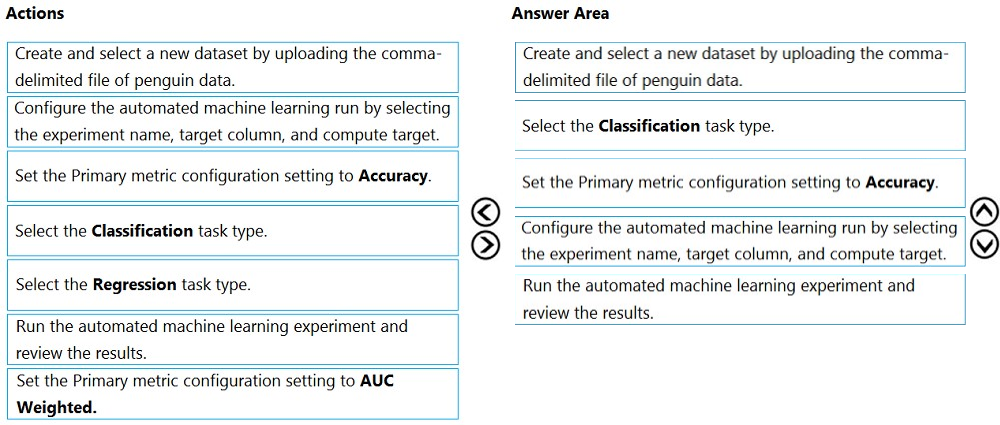 Actions
Create and select a new dataset by uploading the comma-
delimited file of penguin data.
Configure the automated machine learning run by selecting
the experiment name, target column, and compute target.
Set the Primary metric configuration setting to Accuracy.
Select the Classification task type.
Select the Regression task type.
Run the automated machine learning experiment and
review the results.
Set the Primary metric configuration setting to AUC
Weighted.
Answer Area
Create and select a new dataset by uploading the comma-
delimited file of penguin data.
Select the Classification task type.
Set the Primary metric configuration setting to Accuracy.
Configure the automated machine learning run by selecting
the experiment name, target column, and compute target.
Run the automated machine learning experiment and
review the results.